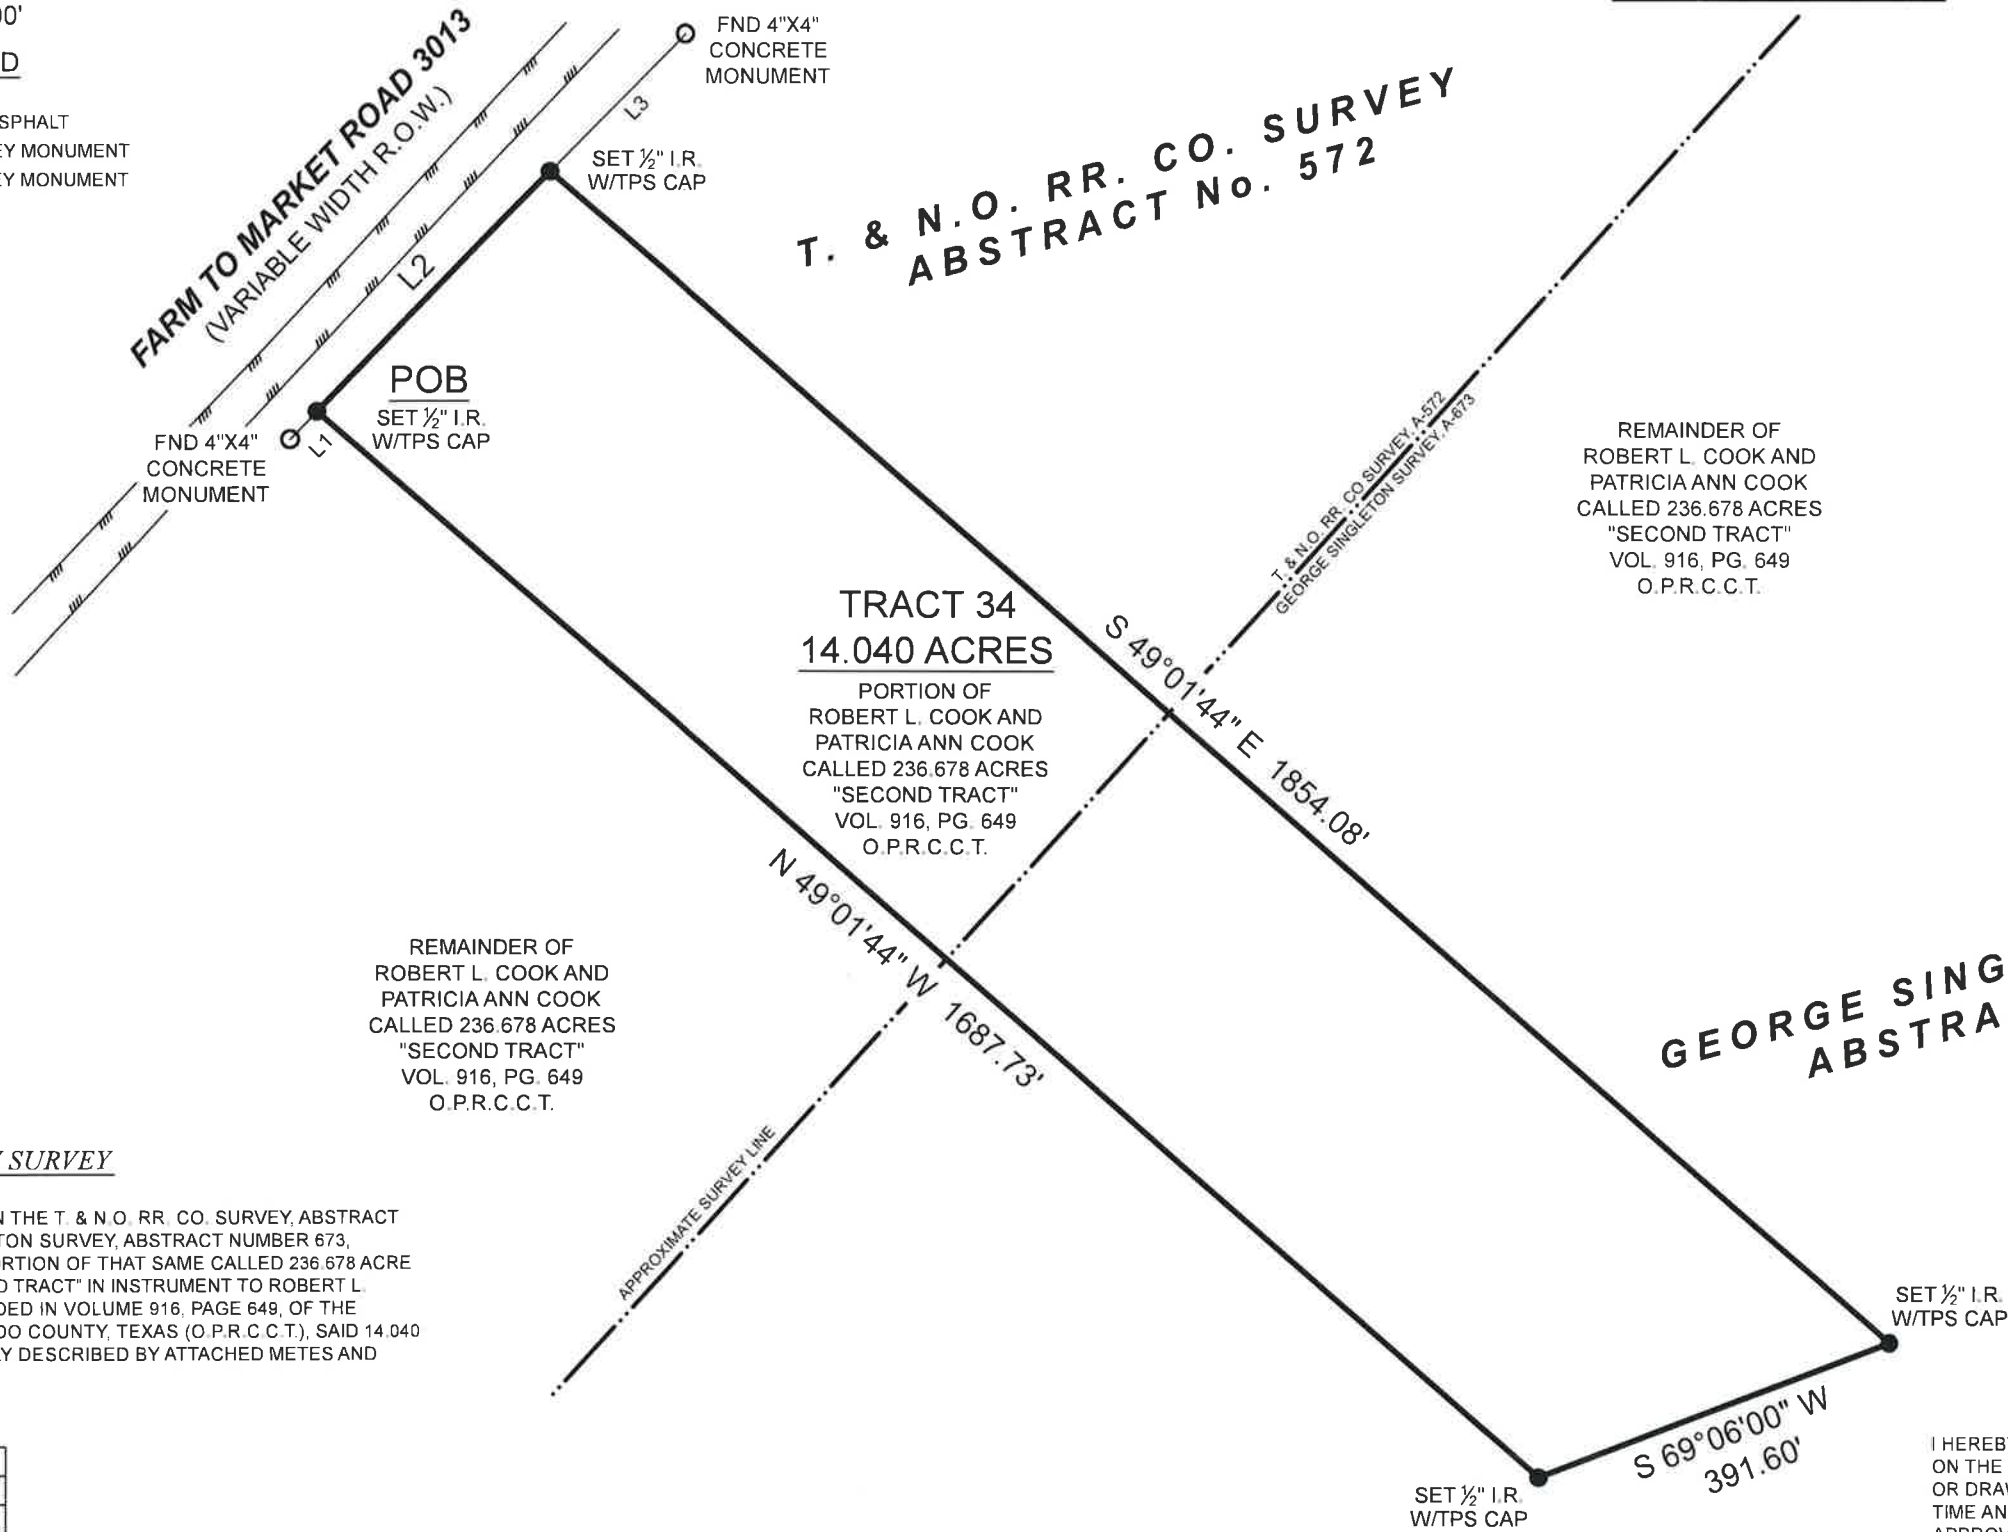 00'
D
SPHALT
EY MONUMENT
EY MONUMENT
FARM TO MARKET ROAD 3013
(VARIABLE WIDTH R.O.W.)
FND 4"X4"
CONCRETE
MONUMENT
L3
SET ½" I.R.
W/TPS CAP
L2
POB
SET ½" I.R.
W/TPS CAP
FND 4"X4"
CONCRETE
MONUMENT
L1
T. & N.O. RR. CO. SURVEY
ABSTRACT No. 572
T. & N.O. RR. CO SURVEY, A-572
GEORGE SINGLETON SURVEY, A-673
REMAINDER OF
ROBERT L. COOK AND
PATRICIA ANN COOK
CALLED 236.678 ACRES
"SECOND TRACT"
VOL. 916, PG. 649
O.P.R.C.C.T.
TRACT 34
14.040 ACRES
PORTION OF
ROBERT L. COOK AND
PATRICIA ANN COOK
CALLED 236.678 ACRES
"SECOND TRACT"
VOL. 916, PG. 649
O.P.R.C.C.T.
S 49°01'44" E 1854.08'
N 49°01'44" W 1687.73'
REMAINDER OF
ROBERT L. COOK AND
PATRICIA ANN COOK
CALLED 236.678 ACRES
"SECOND TRACT"
VOL. 916, PG. 649
O.P.R.C.C.T.
GEORGE SING
ABSTRA
APPROXIMATE SURVEY LINE
Y SURVEY
N THE T. & N.O. RR. CO. SURVEY, ABSTRACT
TON SURVEY, ABSTRACT NUMBER 673,
RTION OF THAT SAME CALLED 236.678 ACRE
D TRACT" IN INSTRUMENT TO ROBERT L.
DED IN VOLUME 916, PAGE 649, OF THE
DO COUNTY, TEXAS (O.P.R.C.C.T.), SAID 14.040
Y DESCRIBED BY ATTACHED METES AND
SET ½" I.R.
W/TPS CAP
S 69°06'00" W
391.60'
SET ½" I.R.
W/TPS CAP
I HEREB
ON THE
OR DRAW
TIME AN